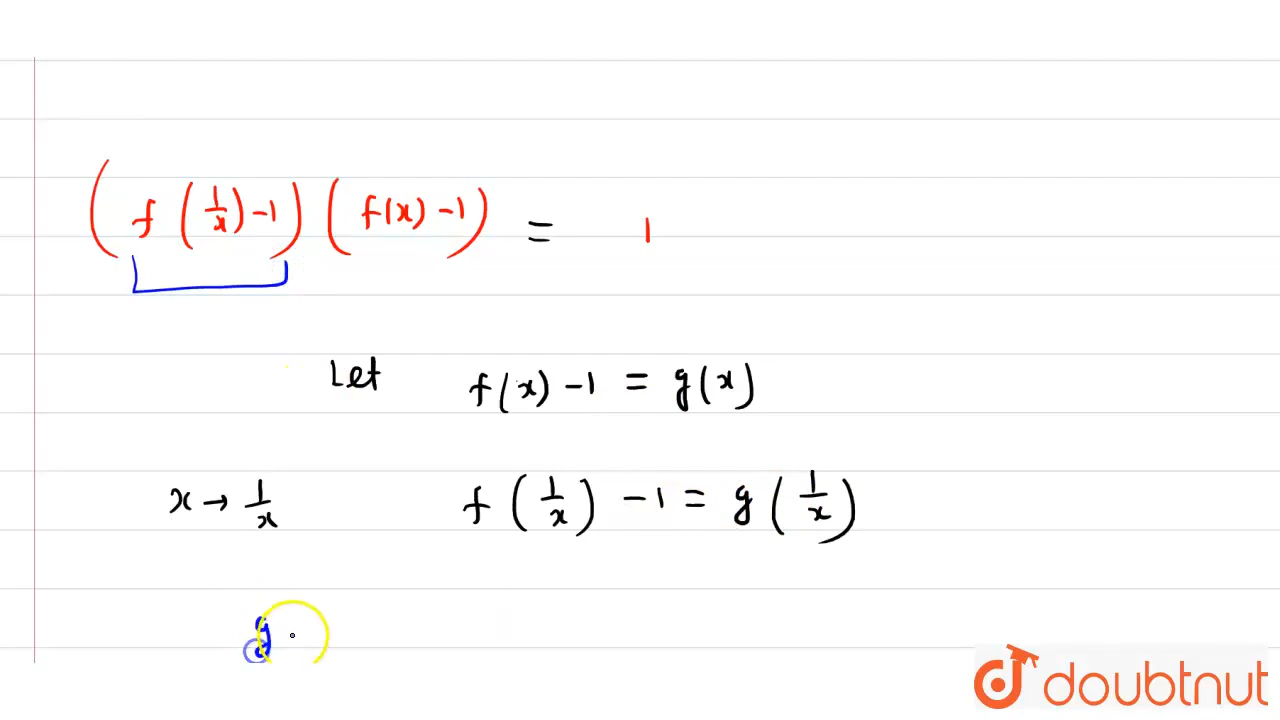 (f(1/x)-1)(f(x)-1) = 1
Let f(x)-1 = g(x)
x→1/x f(1/x)-1 = g(1/x)
g
doubtnut